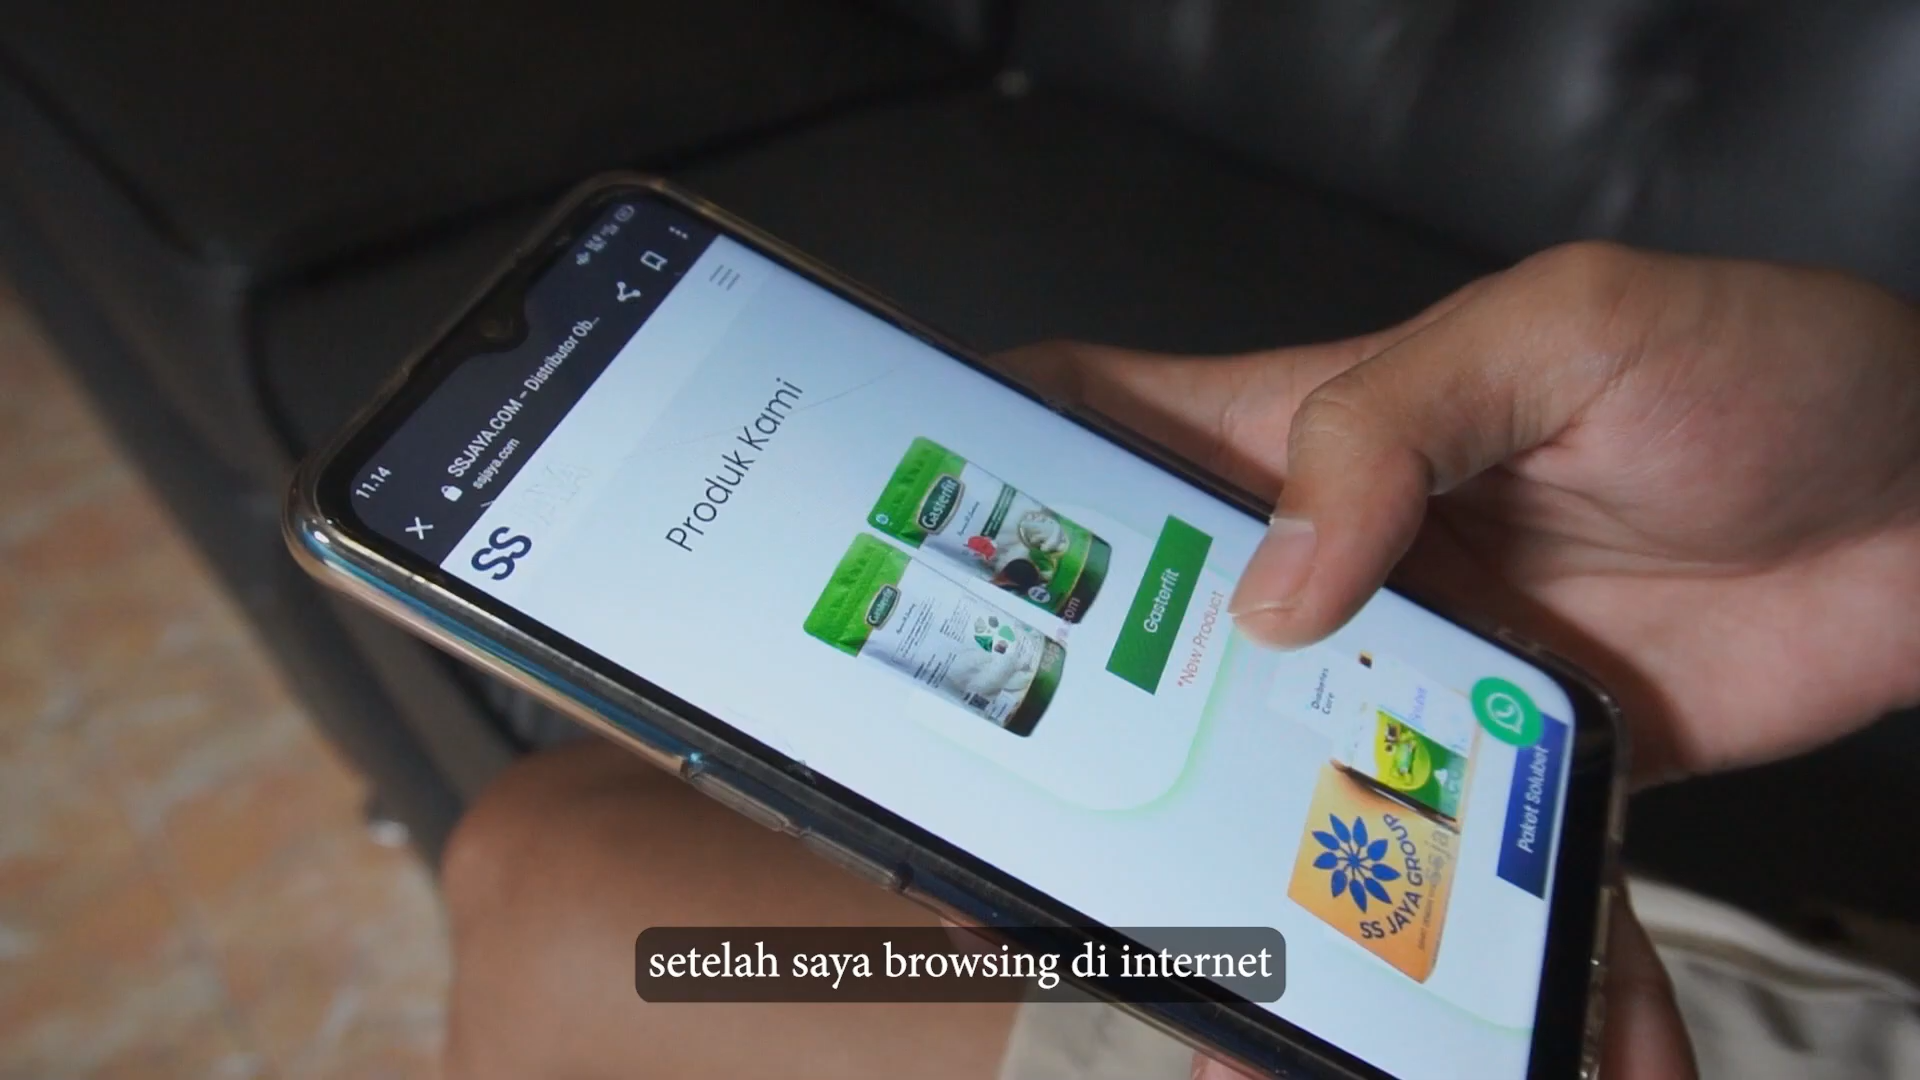 11.14
SSJAYA.COM – Distributor Ob...
ssjaya.com
SS
Produk Kami
Gasterfit
Gasterfit
Gasterfit
*New Product
Diabetes
Care
SS JAYA GROUP
Paket Solubet
setelah saya browsing di internet